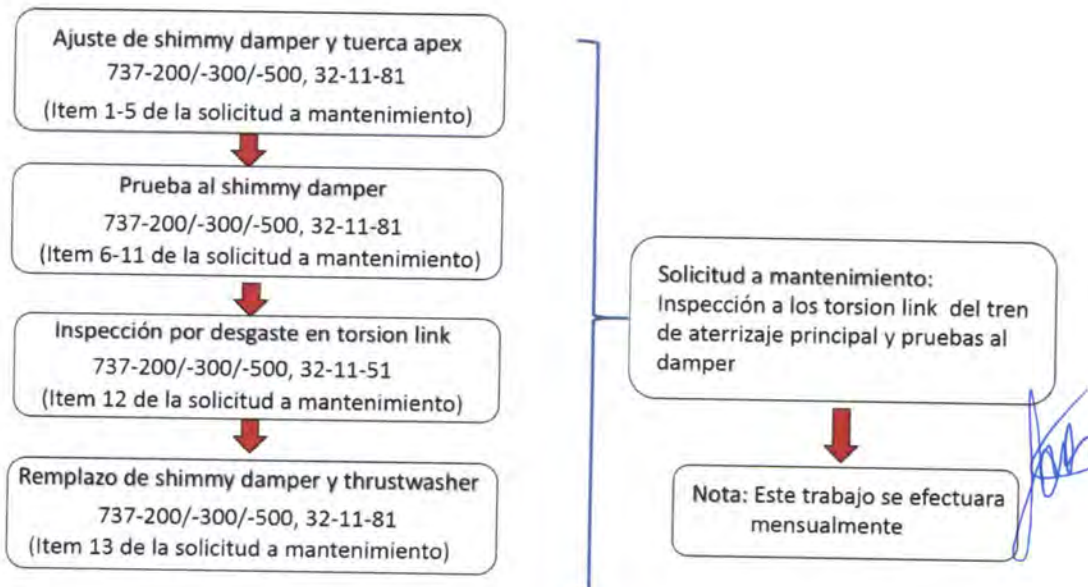 Ajuste de shimmy damper y tuerca apex
737-200/-300/-500, 32-11-81
(Item 1-5 de la solicitud a mantenimiento)
Prueba al shimmy damper
737-200/-300/-500, 32-11-81
(Item 6-11 de la solicitud a mantenimiento)
Inspección por desgaste en torsion link
737-200/-300/-500, 32-11-51
(Item 12 de la solicitud a mantenimiento)
Remplazo de shimmy damper y thrustwasher
737-200/-300/-500, 32-11-81
(Item 13 de la solicitud a mantenimiento)
Solicitud a mantenimiento:
Inspección a los torsion link del tren
de aterrizaje principal y pruebas al
damper
Nota: Este trabajo se efectuara
mensualmente